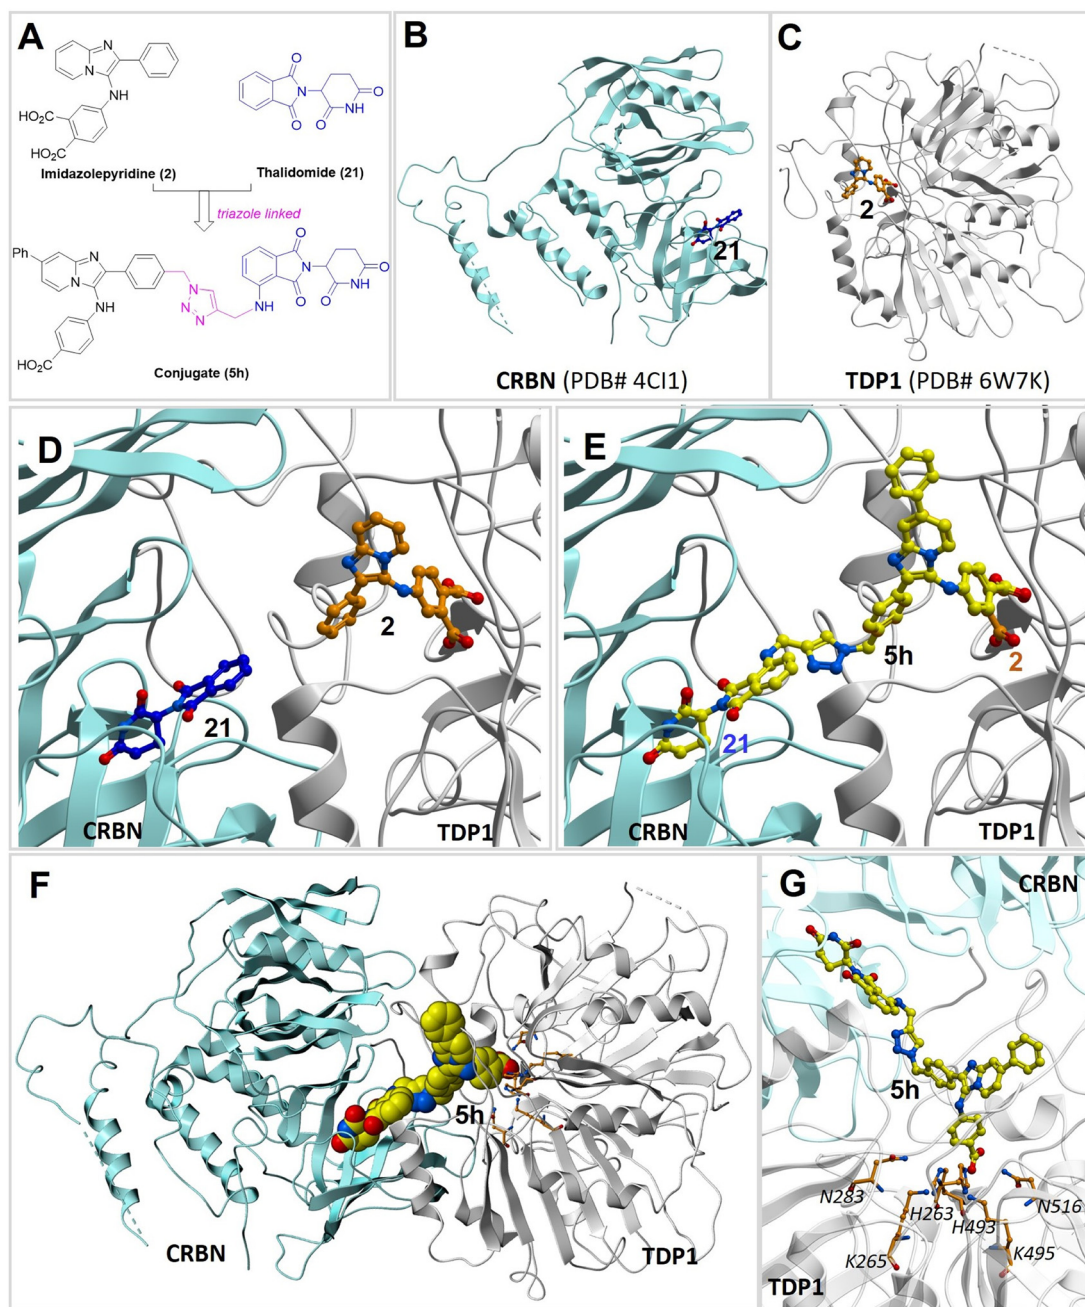 A
N
N
NH
HO2C
HO2C
Imidazolepyridine (2)
O
N
O
O
NH
O
Thalidomide (21)
triazole linked
Ph
N
N
NH
HO2C
N
N
N
NH
O
N
O
O
NH
O
Conjugate (5h)
B
21
CRBN (PDB# 4CI1)
C
2
TDP1 (PDB# 6W7K)
D
2
21
CRBN
TDP1
E
5h
2
21
CRBN
TDP1
F
5h
CRBN
TDP1
G
CRBN
5h
N283
H263
H493
N516
K265
K495
TDP1